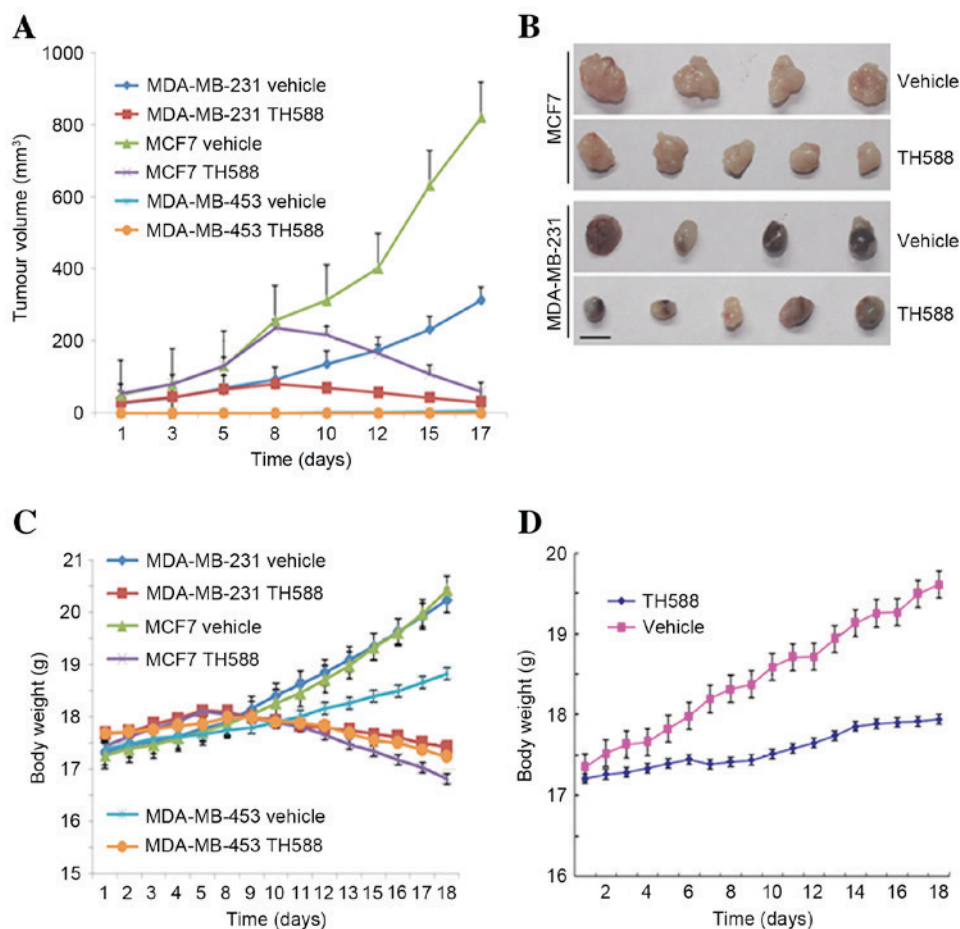 A
1000
800
600
400
200
0
Tumour volume (mm³)
MDA-MB-231 vehicle
MDA-MB-231 TH588
MCF7 vehicle
MCF7 TH588
MDA-MB-453 vehicle
MDA-MB-453 TH588
1 3 5 8 10 12 15 17
Time (days)
B
MCF7
Vehicle
TH588
MDA-MB-231
Vehicle
TH588
C
21
20
19
18
17
16
15
Body weight (g)
MDA-MB-231 vehicle
MDA-MB-231 TH588
MCF7 vehicle
MCF7 TH588
MDA-MB-453 vehicle
MDA-MB-453 TH588
1 2 3 4 5 8 9 10 11 12 13 15 16 17 18
Time (days)
D
20
19
18
17
16
Body weight (g)
TH588
Vehicle
2 4 6 8 10 12 14 16 18
Time (days)